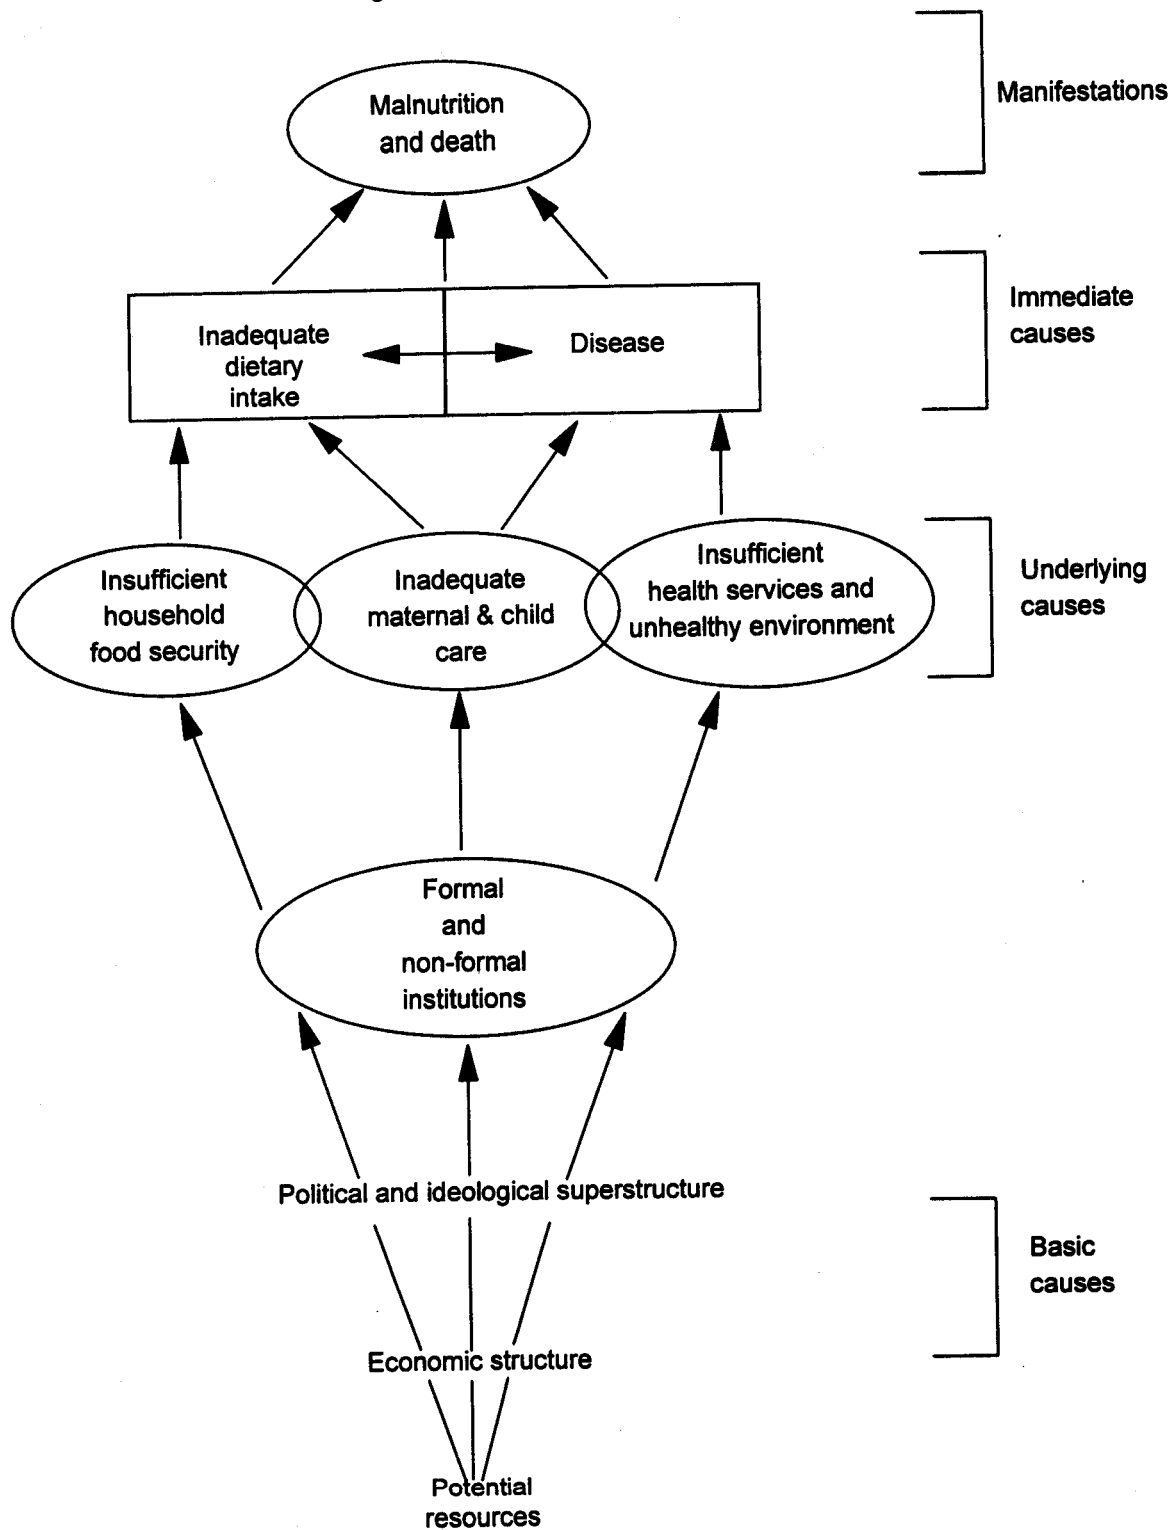 Manifestations
Malnutrition
and death
Immediate
causes
Inadequate
dietary
intake
Disease
Underlying
causes
Insufficient
household
food security
Inadequate
maternal & child
care
Insufficient
health services and
unhealthy environment
Formal
and
non-formal
institutions
Political and ideological superstructure
Basic
causes
Economic structure
Potential
resources